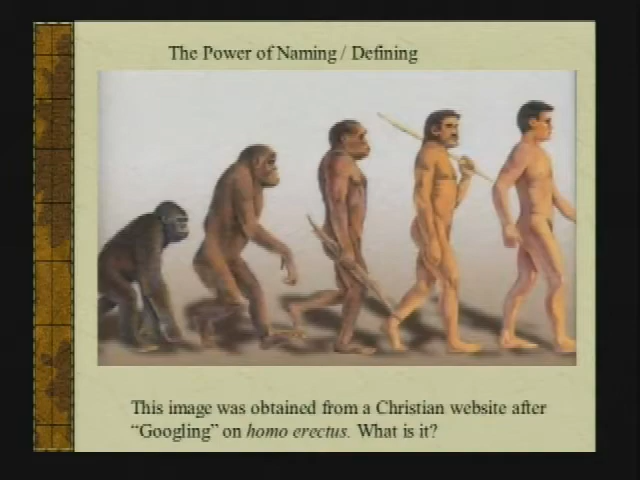 The Power of Naming / Defining
This image was obtained from a Christian website after
“Googling” on homo erectus. What is it?